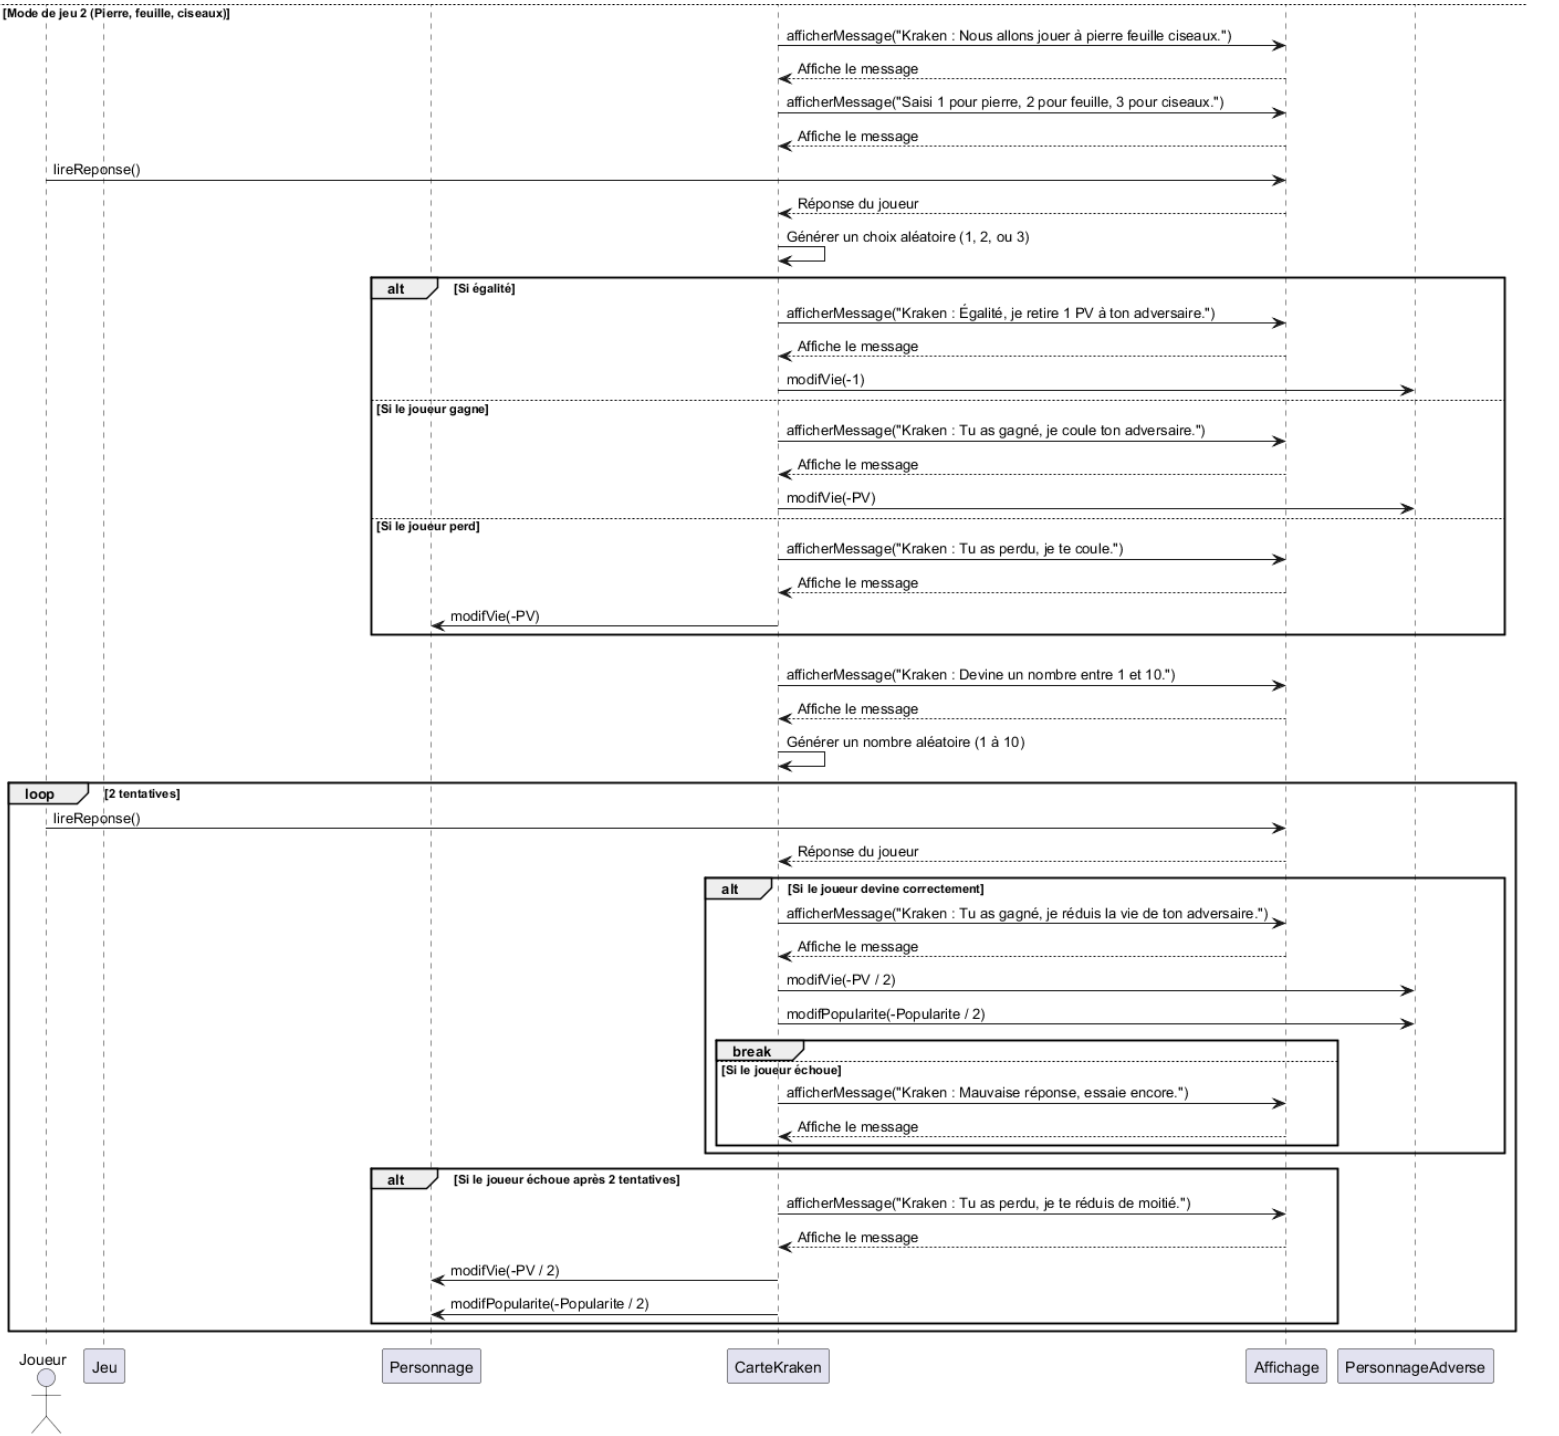 [Mode de jeu 2 (Pierre, feuille, ciseaux)]
afficherMessage("Kraken : Nous allons jouer à pierre feuille ciseaux.")
Affiche le message
afficherMessage("Saisi 1 pour pierre, 2 pour feuille, 3 pour ciseaux.")
Affiche le message
lireReponse()
Réponse du joueur
Générer un choix aléatoire (1, 2, ou 3)
alt [Si égalité]
afficherMessage("Kraken : Égalité, je retire 1 PV à ton adversaire.")
Affiche le message
modifVie(-1)
[Si le joueur gagne]
afficherMessage("Kraken : Tu as gagné, je coule ton adversaire.")
Affiche le message
modifVie(-PV)
[Si le joueur perd]
afficherMessage("Kraken : Tu as perdu, je te coule.")
Affiche le message
modifVie(-PV)
afficherMessage("Kraken : Devine un nombre entre 1 et 10.")
Affiche le message
Générer un nombre aléatoire (1 à 10)
loop [2 tentatives]
lireReponse()
Réponse du joueur
alt [Si le joueur devine correctement]
afficherMessage("Kraken : Tu as gagné, je réduis la vie de ton adversaire.")
Affiche le message
modifVie(-PV / 2)
modifPopularite(-Popularite / 2)
break
[Si le joueur échoue]
afficherMessage("Kraken : Mauvaise réponse, essaie encore.")
Affiche le message
alt [Si le joueur échoue après 2 tentatives]
afficherMessage("Kraken : Tu as perdu, je te réduis de moitié.")
Affiche le message
modifVie(-PV / 2)
modifPopularite(-Popularite / 2)
Joueur Jeu Personnage CarteKraken Affichage PersonnageAdverse